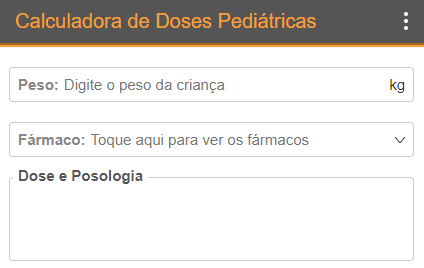 Calculadora de Doses Pediátricas
Peso: Digite o peso da criança kg
Fármaco: Toque aqui para ver os fármacos
Dose e Posologia